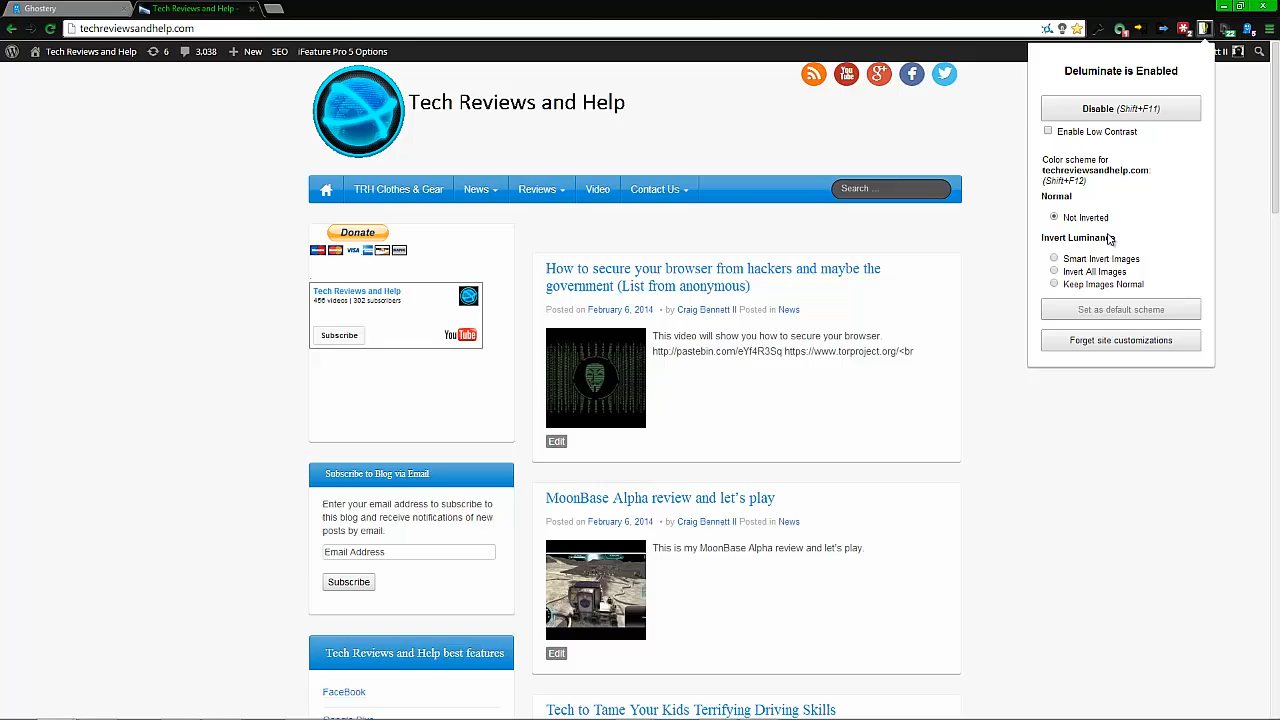 Ghostery
Tech Reviews and Help -
techreviewsandhelp.com
Tech Reviews and Help
6
3,038
New
SEO
iFeature Pro 5 Options
tt II
Tech Reviews and Help
You
Tube
Deluminate is Enabled
Disable (Shift+F11)
Enable Low Contrast
Color scheme for
techreviewsandhelp.com:
(Shift+F12)
Normal
Not Inverted
Invert Luminance
Smart Invert Images
Invert All Images
Keep Images Normal
Set as default scheme
Forget site customizations
TRH Clothes & Gear
News
Reviews
Video
Contact Us
Search ...
Donate
VISA
Tech Reviews and Help
456 videos | 302 subscribers
Subscribe
YouTube
How to secure your browser from hackers and maybe the
government (List from anonymous)
Posted on February 6, 2014 • by Craig Bennett II Posted in News
This video will show you how to secure your browser.
http://pastebin.com/eYf4R3Sq https://www.torproject.org/<br
Edit
Subscribe to Blog via Email
Enter your email address to subscribe to
this blog and receive notifications of new
posts by email.
Email Address
Subscribe
MoonBase Alpha review and let's play
Posted on February 6, 2014 • by Craig Bennett II Posted in News
This is my MoonBase Alpha review and let's play.
Edit
Tech Reviews and Help best features
FaceBook
Tech to Tame Your Kids Terrifying Driving Skills